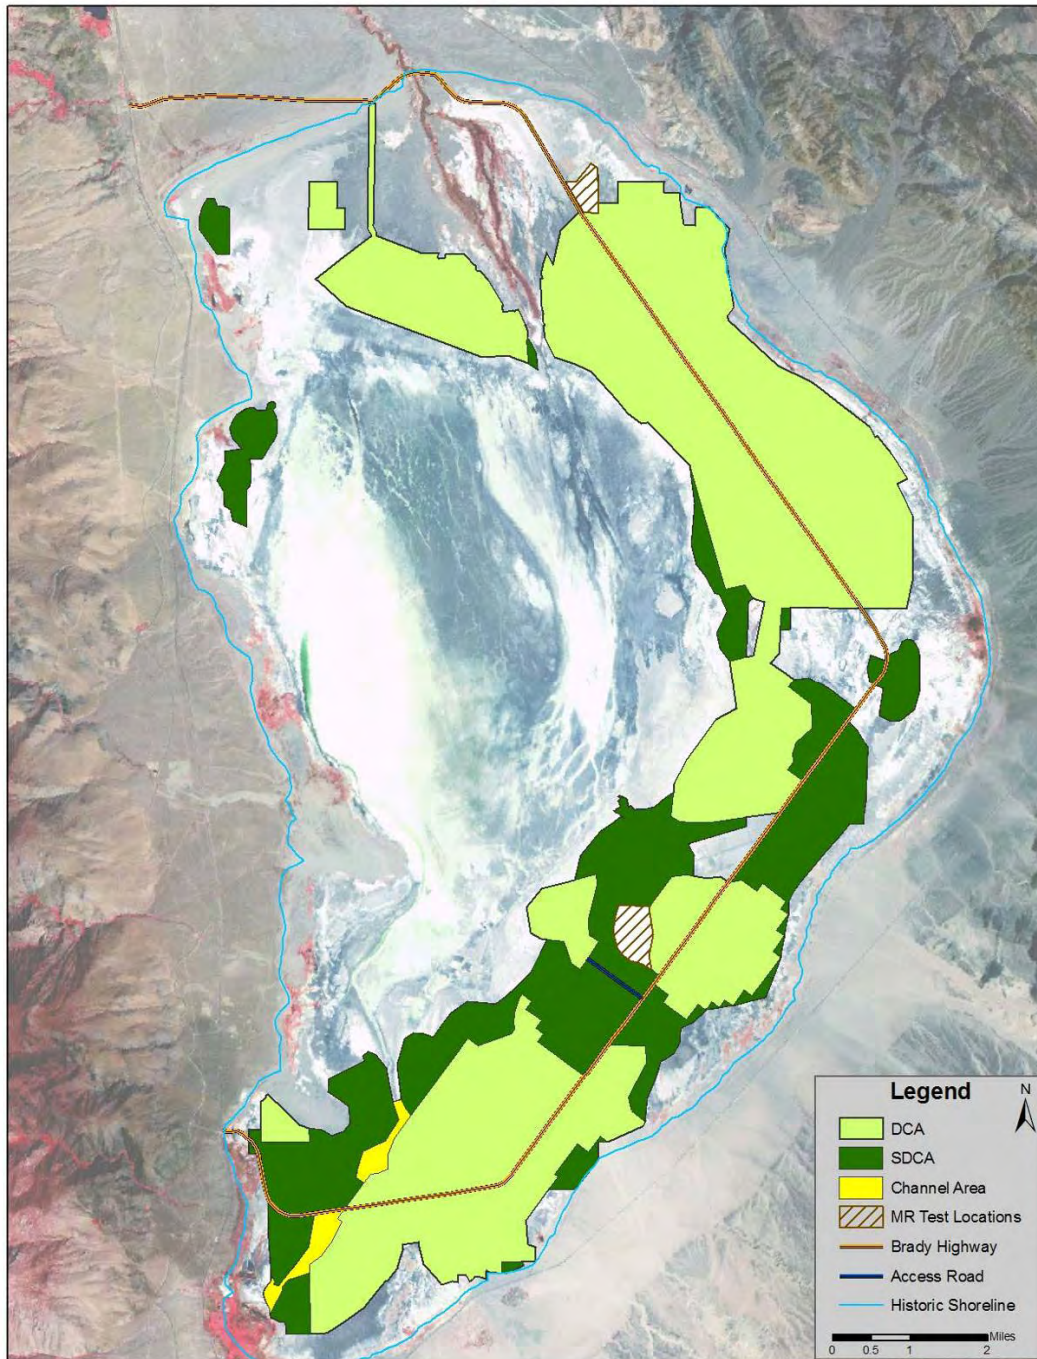 Legend
N
DCA
SDCA
Channel Area
MR Test Locations
Brady Highway
Access Road
Historic Shoreline
Miles
0 0.5 1 2